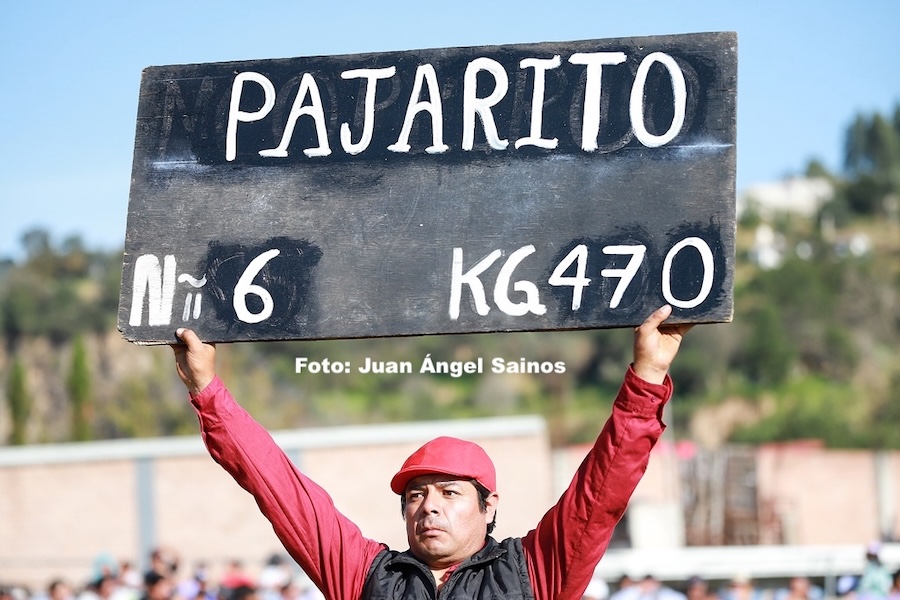 PAJARITO
Nº 6 KG470
Foto: Juan Ángel Sainos